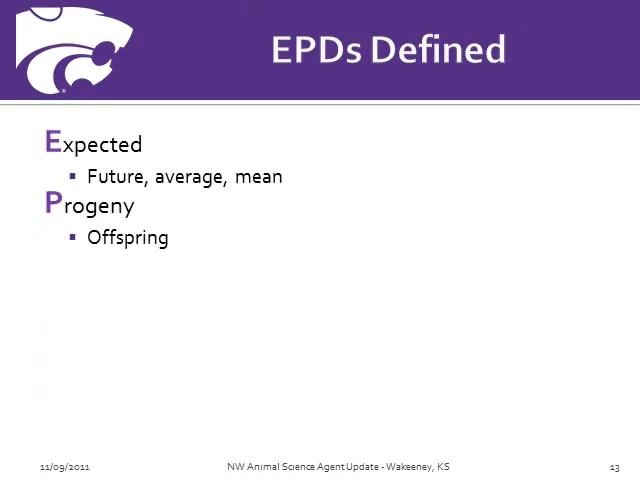 EPDs Defined
Expected
▪ Future, average, mean
Progeny
▪ Offspring
11/09/2011 NW Animal Science Agent Update - Wakeeney, KS 13